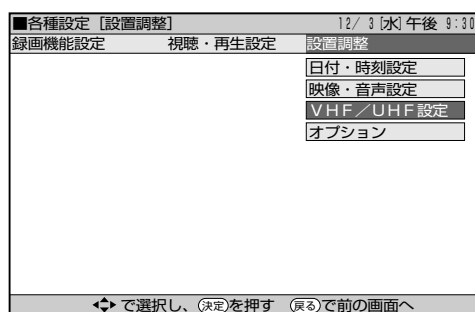 ■各種設定［設置調整］ 12/ 3[水]午後 9:30
録画機能設定 視聴・再生設定 設置調整
日付・時刻設定
映像・音声設定
ＶＨＦ／ＵＨＦ設定
オプション
で選択し、決定を押す 戻るで前の画面へ